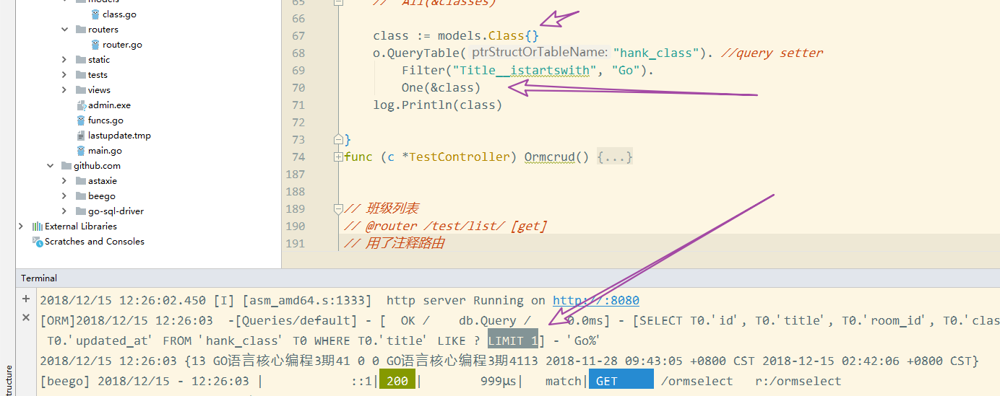 models
class.go
routers
router.go
static
tests
views
admin.exe
funcs.go
lastupdate.tmp
main.go
github.com
astaxie
beego
go-sql-driver
External Libraries
Scratches and Consoles
65 // All(&classes)
66
67 class := models.Class{}
68 o.QueryTable( ptrStructOrTableName: "hank_class"). //query setter
69 Filter("Title__istartswith", "Go").
70 One(&class)
71 log.Println(class)
72
73 }
74 func (c *TestController) Ormcrud() {...}
187
188
189 // 班级列表
190 // @router /test/list/ [get]
191 // 用了注释路由
Terminal
2018/12/15 12:26:02.450 [I] [asm_amd64.s:1333] http server Running on http://:8080
[ORM]2018/12/15 12:26:03 -[Queries/default] - [ OK / db.Query / 0.0ms] - [SELECT T0.`id`, T0.`title`, T0.`room_id`, T0.`clas
T0.`updated_at` FROM `hank_class` T0 WHERE T0.`title` LIKE ? LIMIT 1] - 'Go%'
2018/12/15 12:26:03 {13 GO语言核心编程3期41 0 0 GO语言核心编程3期4113 2018-11-28 09:43:05 +0800 CST 2018-12-15 02:42:06 +0800 CST}
[beego] 2018/12/15 - 12:26:03 | ::1| 200 | 999µs| match| GET /ormselect r:/ormselect
tructure